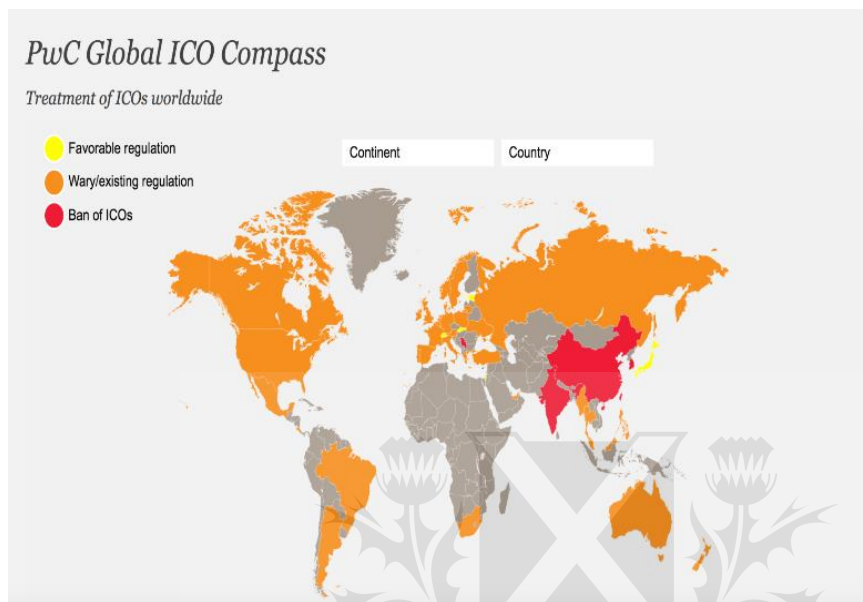 PwC Global ICO Compass
Treatment of ICOs worldwide
Favorable regulation
Wary/existing regulation
Ban of ICOs
Continent
Country